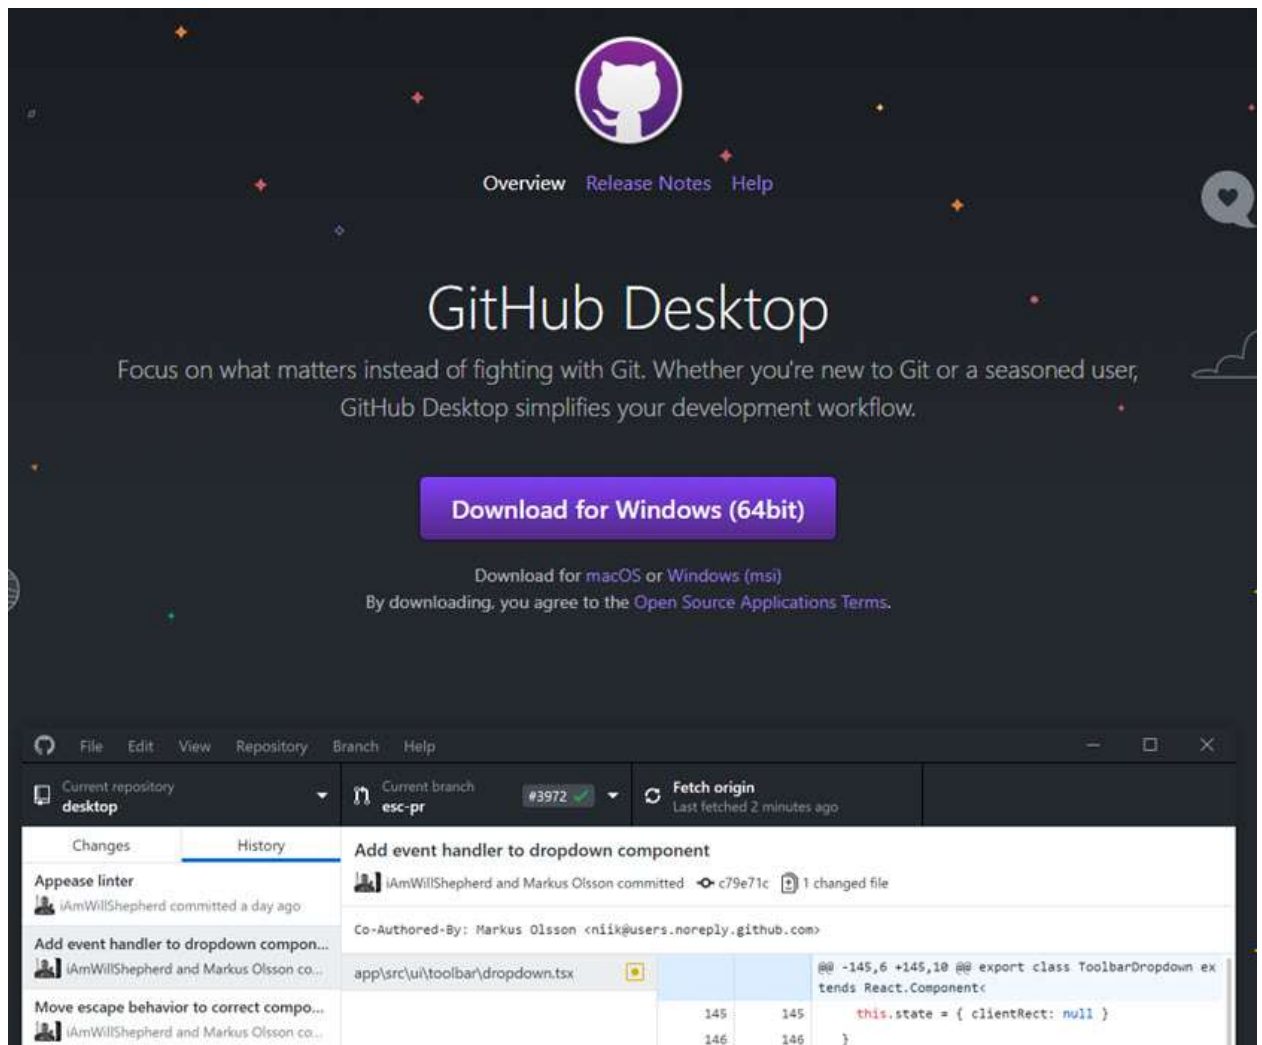 Overview Release Notes Help
GitHub Desktop
Focus on what matters instead of fighting with Git. Whether you're new to Git or a seasoned user,
GitHub Desktop simplifies your development workflow.
Download for Windows (64bit)
Download for macOS or Windows (msi)
By downloading, you agree to the Open Source Applications Terms.
File Edit View Repository Branch Help
Current repository
desktop
Current branch
esc-pr
#3972
Fetch origin
Last fetched 2 minutes ago
Changes History
Appease linter
iAmWillShepherd committed a day ago
Add event handler to dropdown compon...
iAmWillShepherd and Markus Olsson co...
Move escape behavior to correct compo...
iAmWillShepherd and Markus Olsson co...
Add event handler to dropdown component
iAmWillShepherd and Markus Olsson committed c79e71c 1 changed file
Co-Authored-By: Markus Olsson <niik@users.noreply.github.com>
app\src\ui\toolbar\dropdown.tsx
@@ -145,6 +145,10 @@ export class ToolbarDropdown ex
tends React.Component<
145 145 this.state = { clientRect: null }
146 146 }